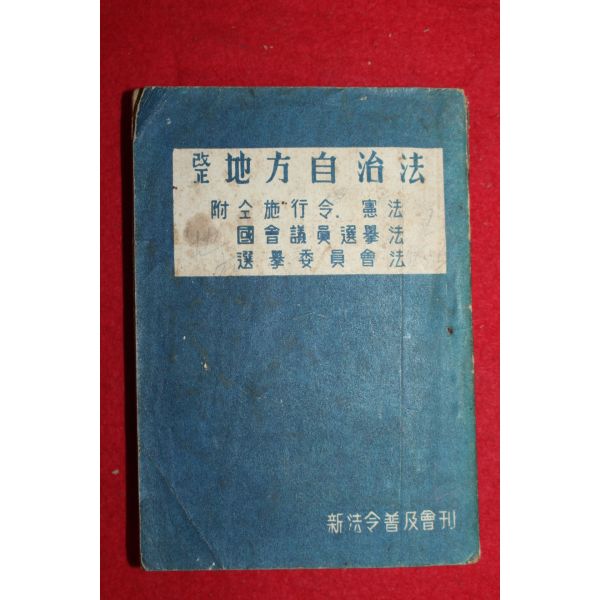 改正 地方自治法
附 仝施行令、憲法
國會議員選擧法
選擧委員會法
新法令普及會刊